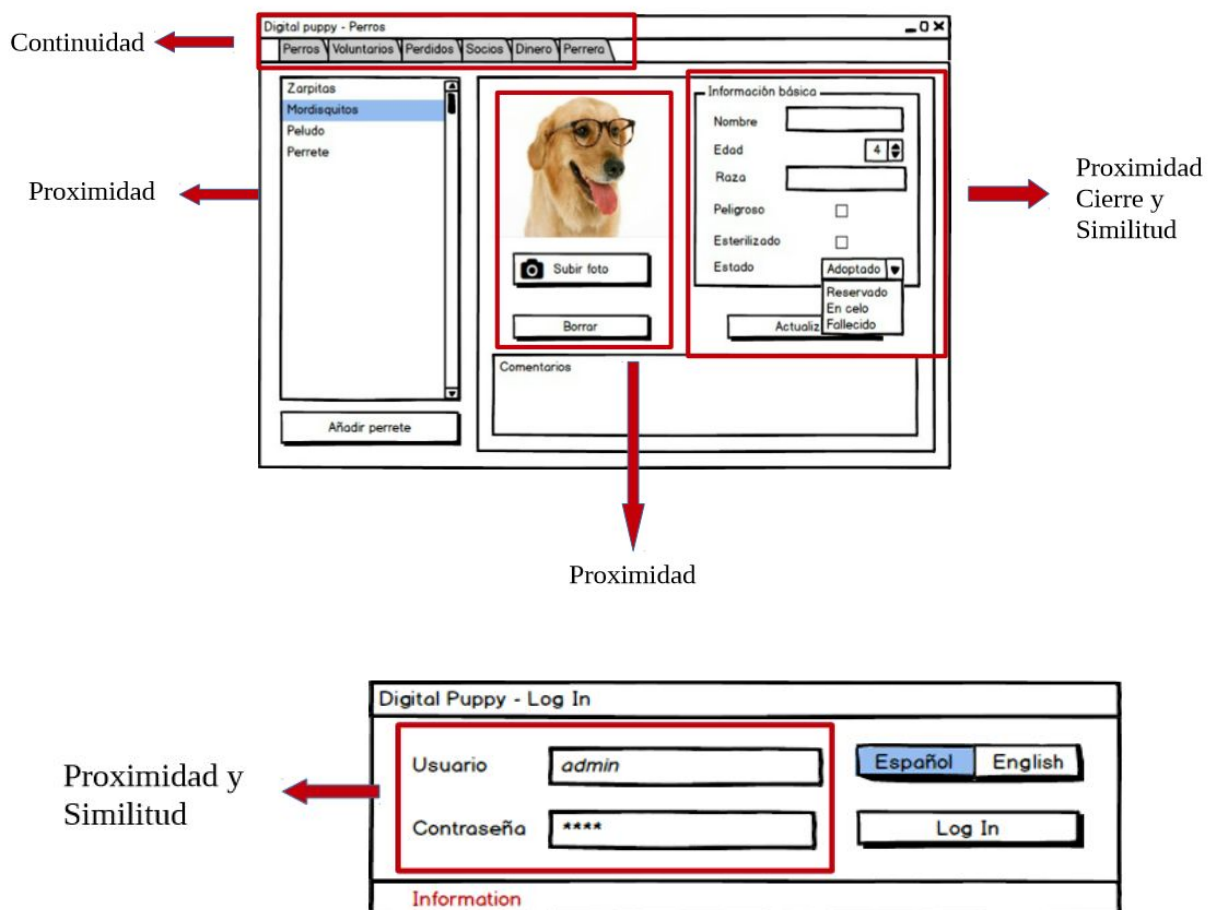 Continuidad
Digital puppy - Perros
Perros Voluntarios Perdidos Socios Dinero Perrera
Zarpitas
Mordisquitos
Peludo
Perrete
Añadir perrete
Proximidad
Subir foto
Borrar
Información básica
Nombre
Edad 4
Raza
Peligroso
Esterilizado
Estado Adoptado
Reservado
En celo
Fallecido
Actualiz
Comentarios
Proximidad
Cierre y
Similitud
Proximidad
Digital Puppy - Log In
Proximidad y
Similitud
Usuario admin
Contraseña ****
Español English
Log In
Information